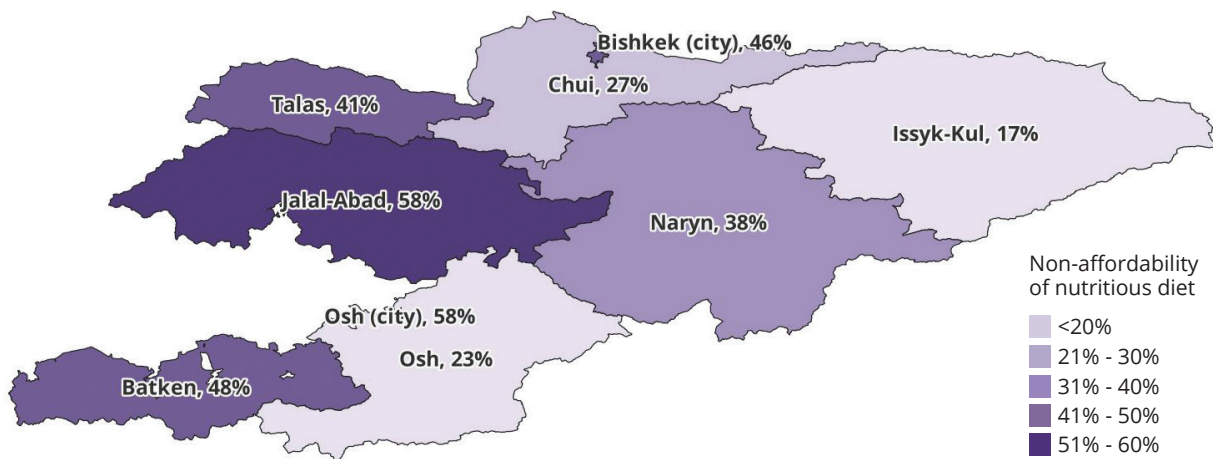 Bishkek (city), 46%
Chui, 27%
Talas, 41%
Issyk-Kul, 17%
Jalal-Abad, 58%
Naryn, 38%
Osh (city), 58%
Osh, 23%
Batken, 48%
Non-affordability
of nutritious diet
<20%
21% - 30%
31% - 40%
41% - 50%
51% - 60%